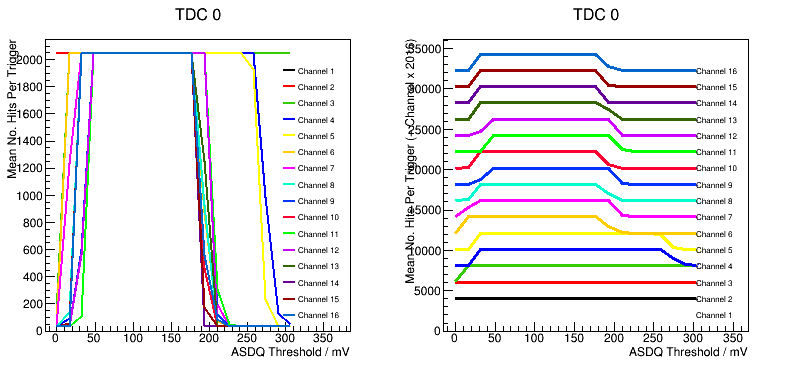 TDC 0
Mean No. Hits Per Trigger
2000
1800
1600
1400
1200
1000
800
600
400
200
0
0 50 100 150 200 250 300 350
ASDQ Threshold / mV
Channel 1
Channel 2
Channel 3
Channel 4
Channel 5
Channel 6
Channel 7
Channel 8
Channel 9
Channel 10
Channel 11
Channel 12
Channel 13
Channel 14
Channel 15
Channel 16
TDC 0
Mean No. Hits Per Trigger (+ Channel x 2016)
35000
30000
25000
20000
15000
10000
5000
0
0 50 100 150 200 250 300 350
ASDQ Threshold / mV
Channel 16
Channel 15
Channel 14
Channel 13
Channel 12
Channel 11
Channel 10
Channel 9
Channel 8
Channel 7
Channel 6
Channel 5
Channel 4
Channel 3
Channel 2
Channel 1